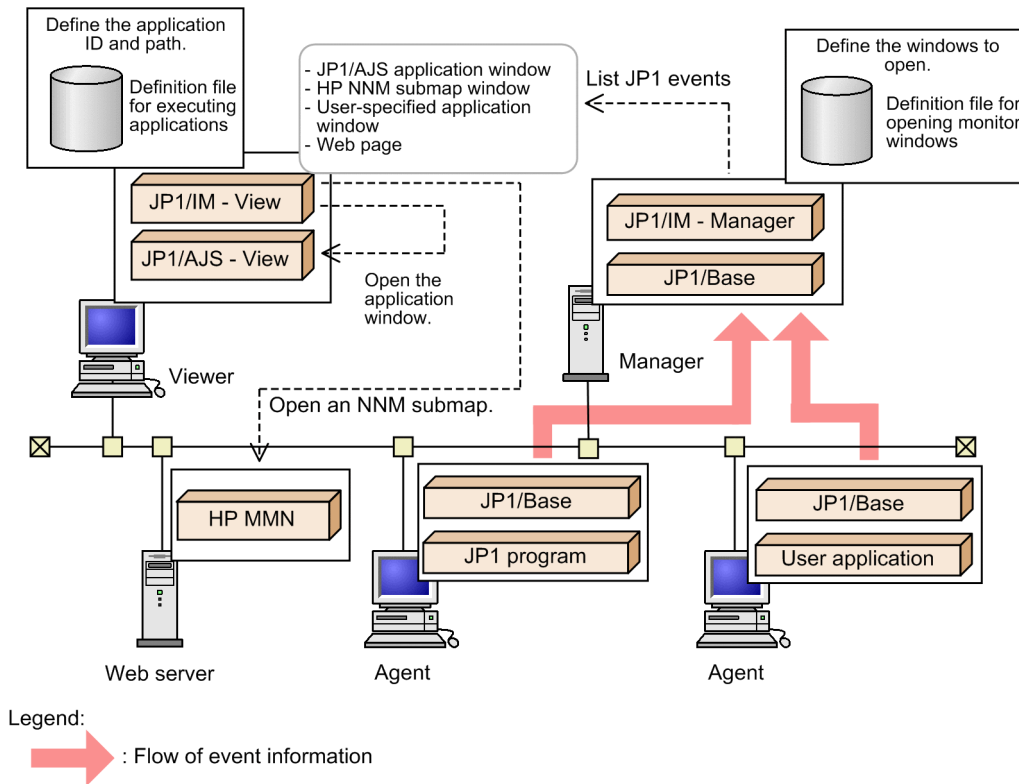 Define the application
ID and path.
Definition file
for executing
applications
- JP1/AJS application window
- HP NNM submap window
- User-specified application
window
- Web page
List JP1 events
Define the windows to
open.
Definition file for
opening monitor
windows
JP1/IM - View
JP1/AJS - View
Open the
application
window.
JP1/IM - Manager
JP1/Base
Viewer
Manager
Open an NNM submap.
HP MMN
JP1/Base
JP1 program
JP1/Base
User application
Web server
Agent
Agent
Legend:
: Flow of event information